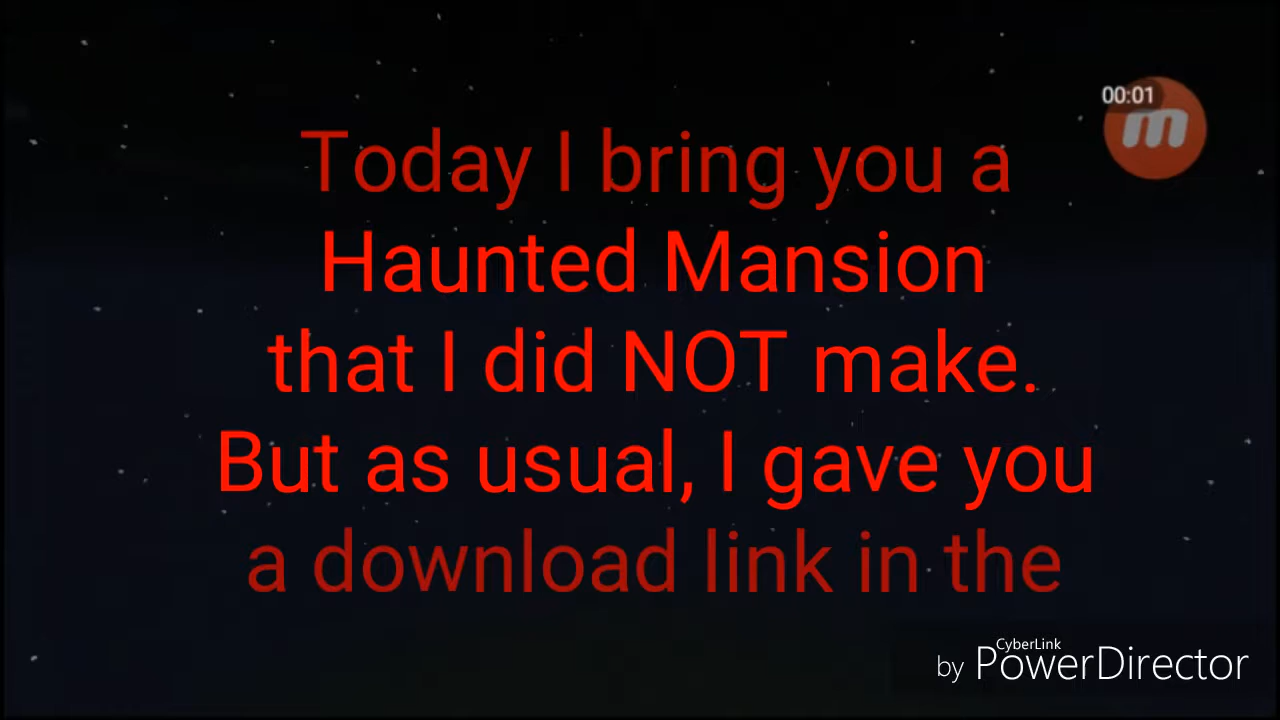 00:01
Today I bring you a
Haunted Mansion
that I did NOT make.
But as usual, I gave you
a download link in the
CyberLink
by PowerDirector